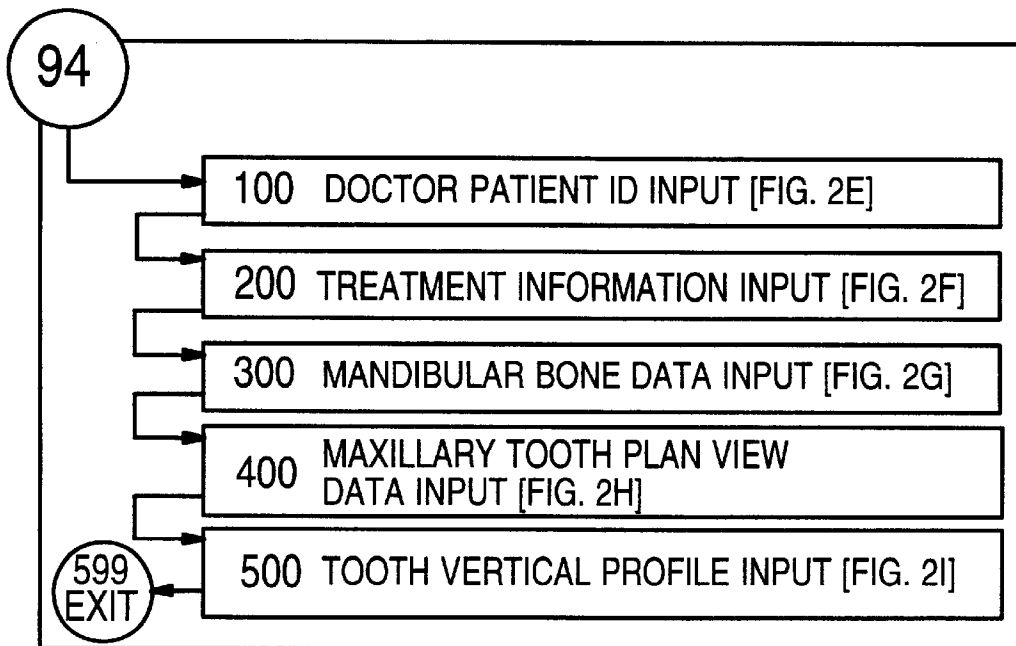 94
100 DOCTOR PATIENT ID INPUT [FIG. 2E]
200 TREATMENT INFORMATION INPUT [FIG. 2F]
300 MANDIBULAR BONE DATA INPUT [FIG. 2G]
400 MAXILLARY TOOTH PLAN VIEW
DATA INPUT [FIG. 2H]
500 TOOTH VERTICAL PROFILE INPUT [FIG. 2I]
599
EXIT